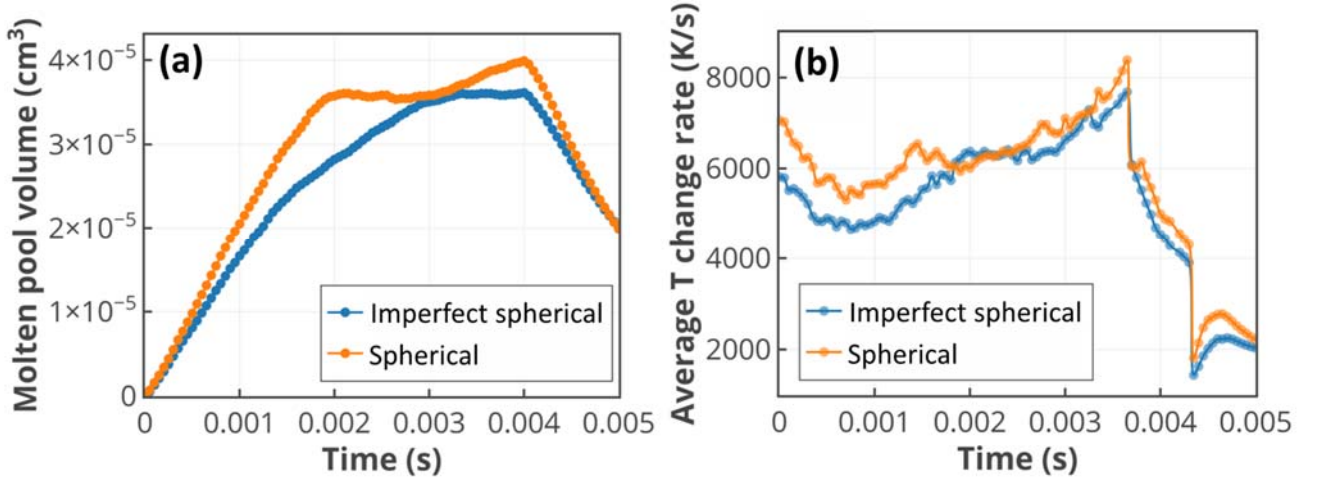 (a)
Molten pool volume (cm³)
4×10⁻⁵
3×10⁻⁵
2×10⁻⁵
1×10⁻⁵
0
Imperfect spherical
Spherical
0 0.001 0.002 0.003 0.004 0.005
Time (s)
(b)
Average T change rate (K/s)
8000
6000
4000
2000
Imperfect spherical
Spherical
0 0.001 0.002 0.003 0.004 0.005
Time (s)